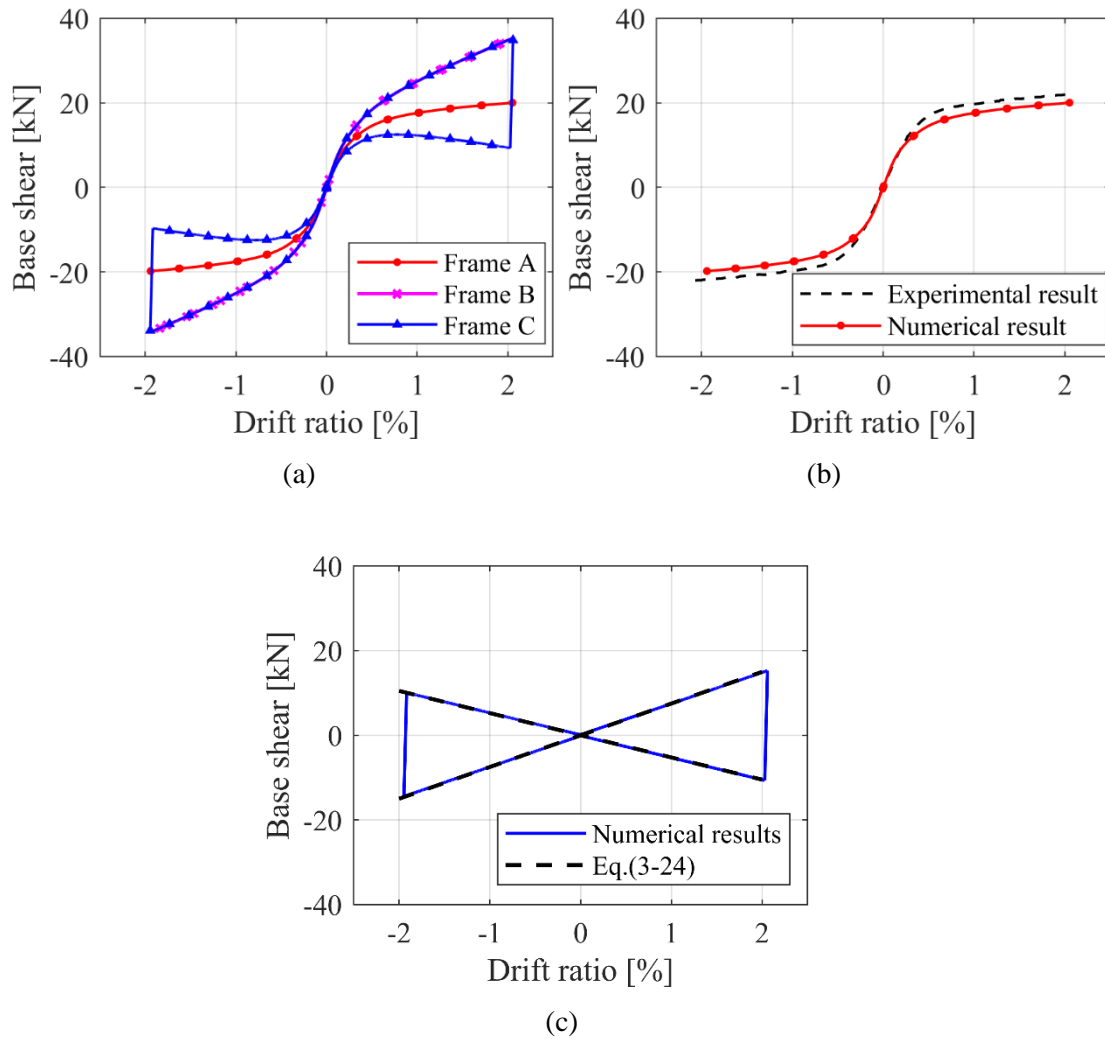 40
20
0
-20
-40
Base shear [kN]
Frame A
Frame B
Frame C
-2 -1 0 1 2
Drift ratio [%]
(a)
40
20
0
-20
-40
Base shear [kN]
Experimental result
Numerical result
-2 -1 0 1 2
Drift ratio [%]
(b)
40
20
0
-20
-40
Base shear [kN]
Numerical results
Eq.(3-24)
-2 -1 0 1 2
Drift ratio [%]
(c)